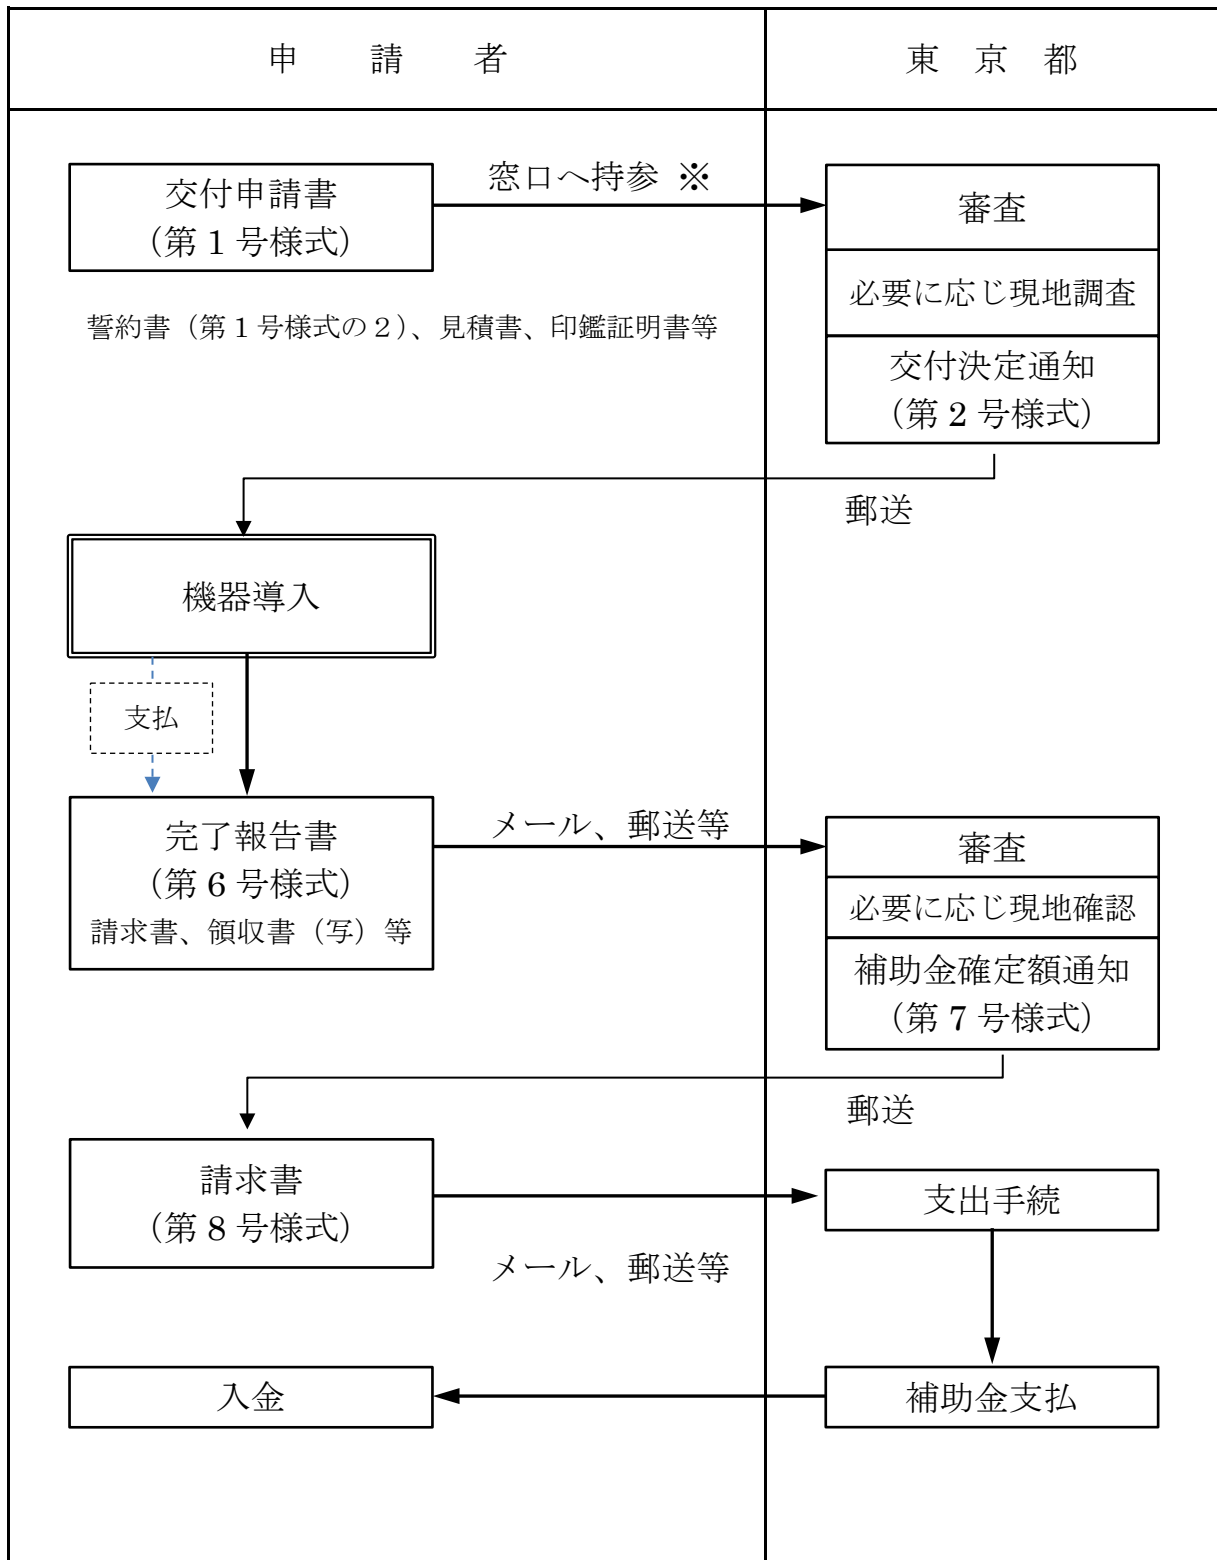 申請者
東京都
交付申請書
（第1号様式）
窓口へ持参 ※
審査
必要に応じ現地調査
交付決定通知
（第2号様式）
誓約書（第１号様式の２）、見積書、印鑑証明書等
郵送
機器導入
支払
完了報告書
（第6号様式）
請求書、領収書（写）等
メール、郵送等
審査
必要に応じ現地確認
補助金確定額通知
（第7号様式）
郵送
請求書
（第8号様式）
メール、郵送等
支出手続
入金
補助金支払